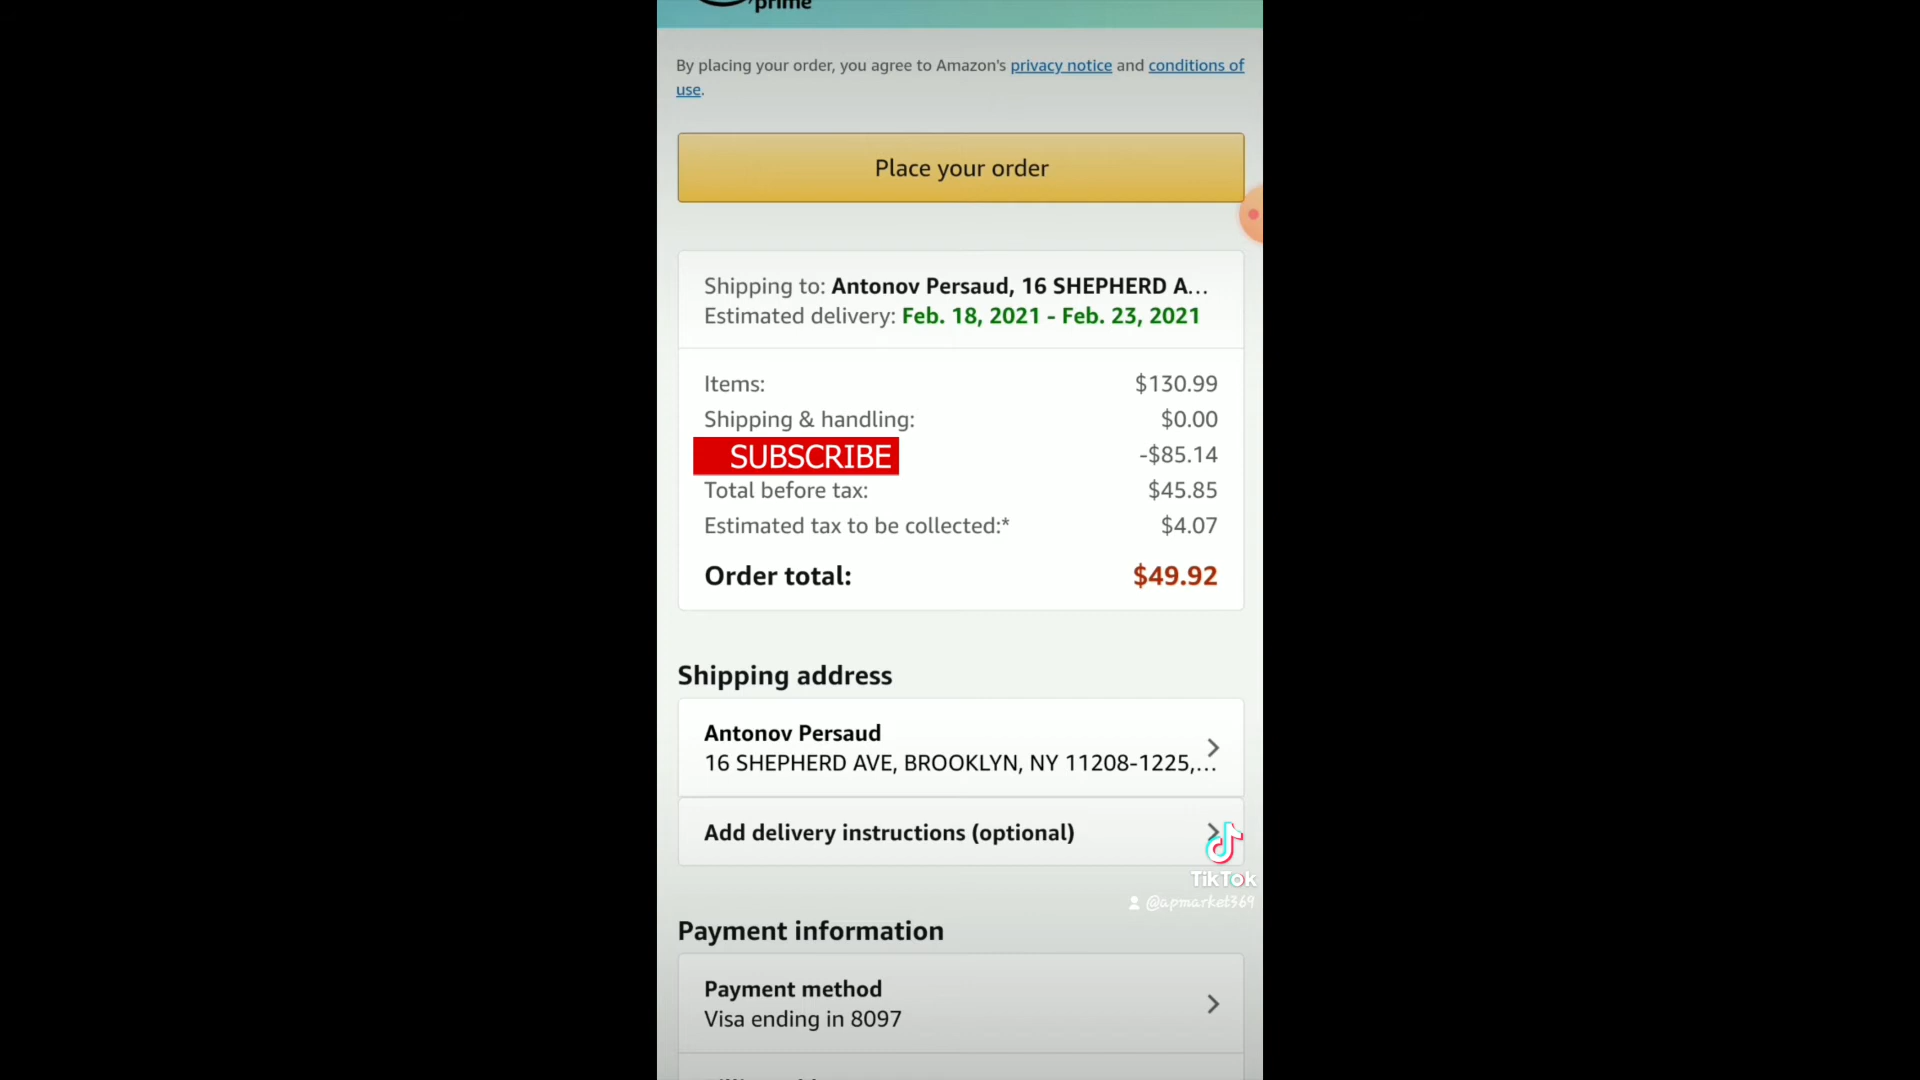 prime
By placing your order, you agree to Amazon's privacy notice and conditions of
use.
Place your order
Shipping to: Antonov Persaud, 16 SHEPHERD A...
Estimated delivery: Feb. 18, 2021 - Feb. 23, 2021
Items: $130.99
Shipping & handling: $0.00
SUBSCRIBE -$85.14
Total before tax: $45.85
Estimated tax to be collected:* $4.07
Order total: $49.92
Shipping address
Antonov Persaud
16 SHEPHERD AVE, BROOKLYN, NY 11208-1225,...
Add delivery instructions (optional)
TikTok
@apmarket369
Payment information
Payment method
Visa ending in 8097